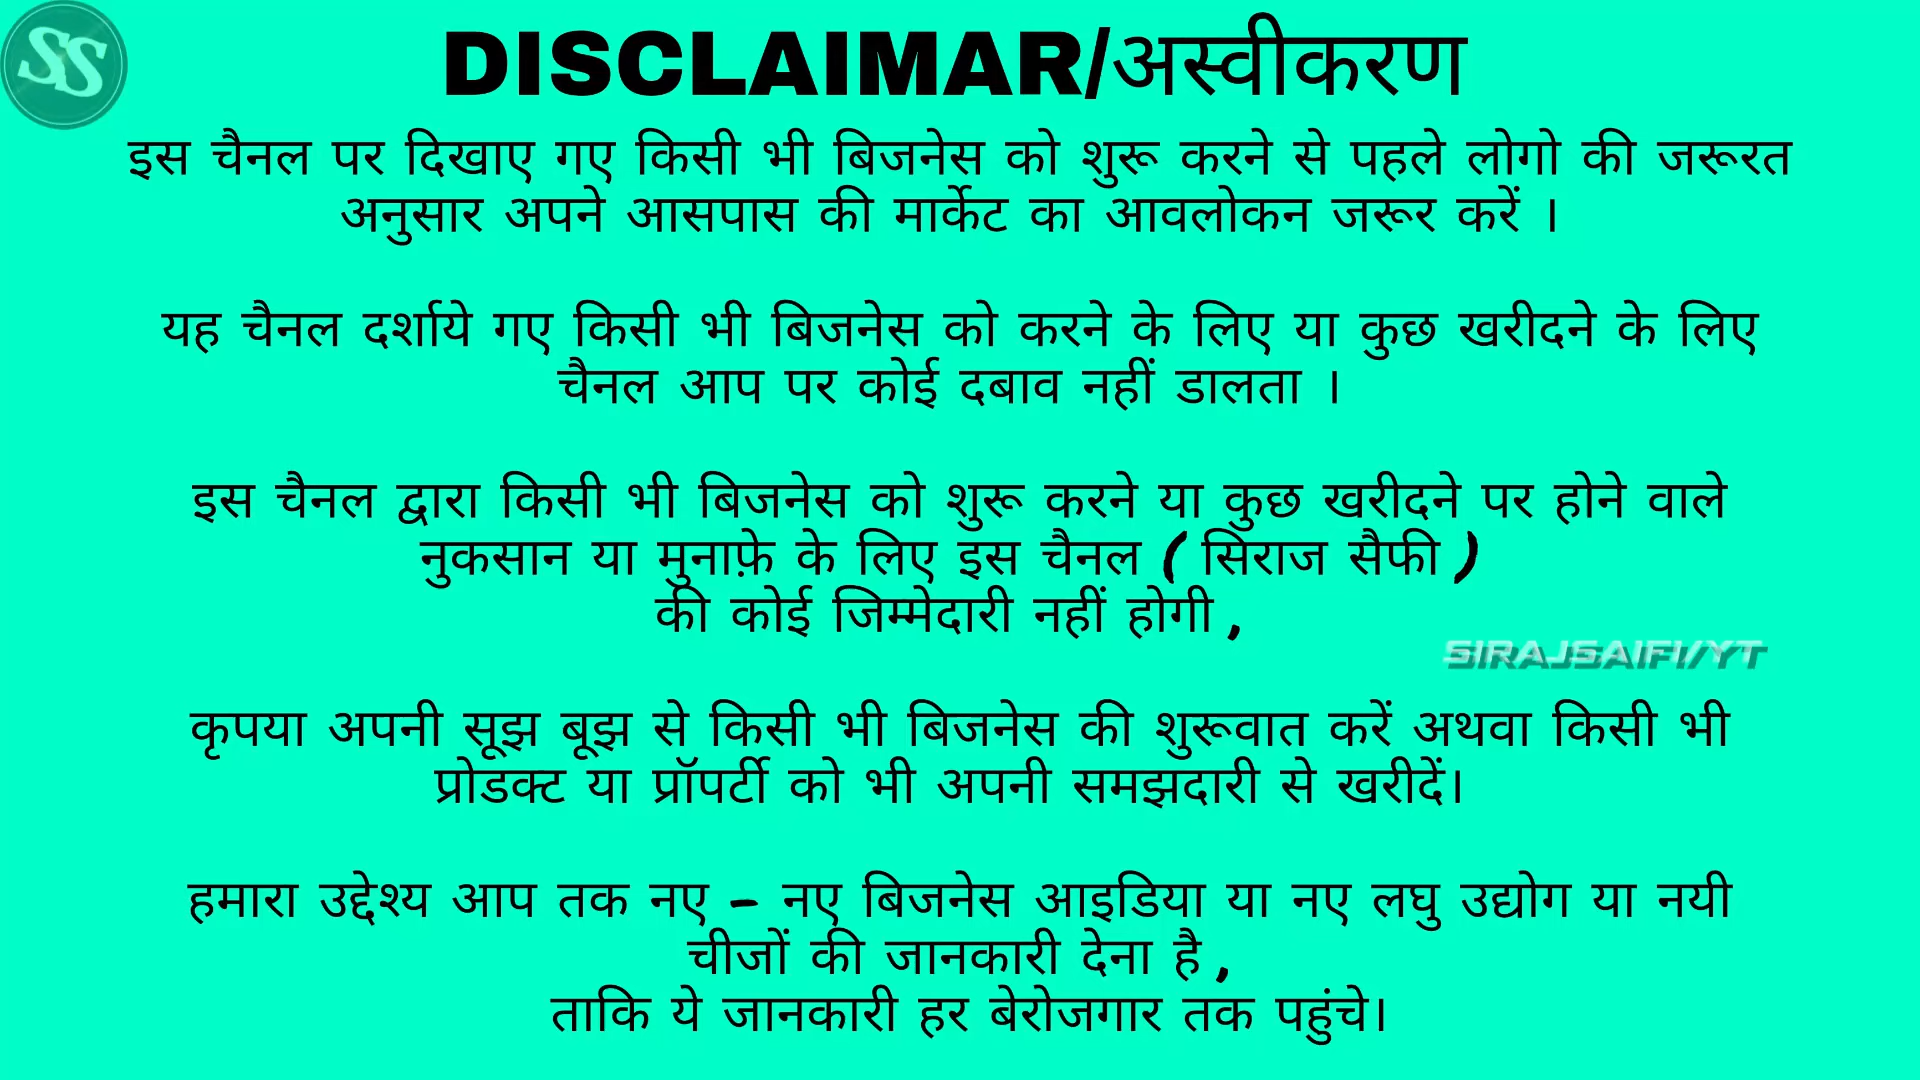 SS
DISCLAIMAR/अस्वीकरण
इस चैनल पर दिखाए गए किसी भी बिजनेस को शुरू करने से पहले लोगो की जरूरत
अनुसार अपने आसपास की मार्केट का आवलोकन जरूर करें ।
यह चैनल दर्शाये गए किसी भी बिजनेस को करने के लिए या कुछ खरीदने के लिए
चैनल आप पर कोई दबाव नहीं डालता ।
इस चैनल द्वारा किसी भी बिजनेस को शुरू करने या कुछ खरीदने पर होने वाले
नुकसान या मुनाफ़े के लिए इस चैनल ( सिराज सैफी )
की कोई जिम्मेदारी नहीं होगी ,
SIRAJSAIFI/YT
कृपया अपनी सूझ बूझ से किसी भी बिजनेस की शुरूवात करें अथवा किसी भी
प्रोडक्ट या प्रॉपर्टी को भी अपनी समझदारी से खरीदें।
हमारा उद्देश्य आप तक नए - नए बिजनेस आइडिया या नए लघु उद्योग या नयी
चीजों की जानकारी देना है ,
ताकि ये जानकारी हर बेरोजगार तक पहुंचे।